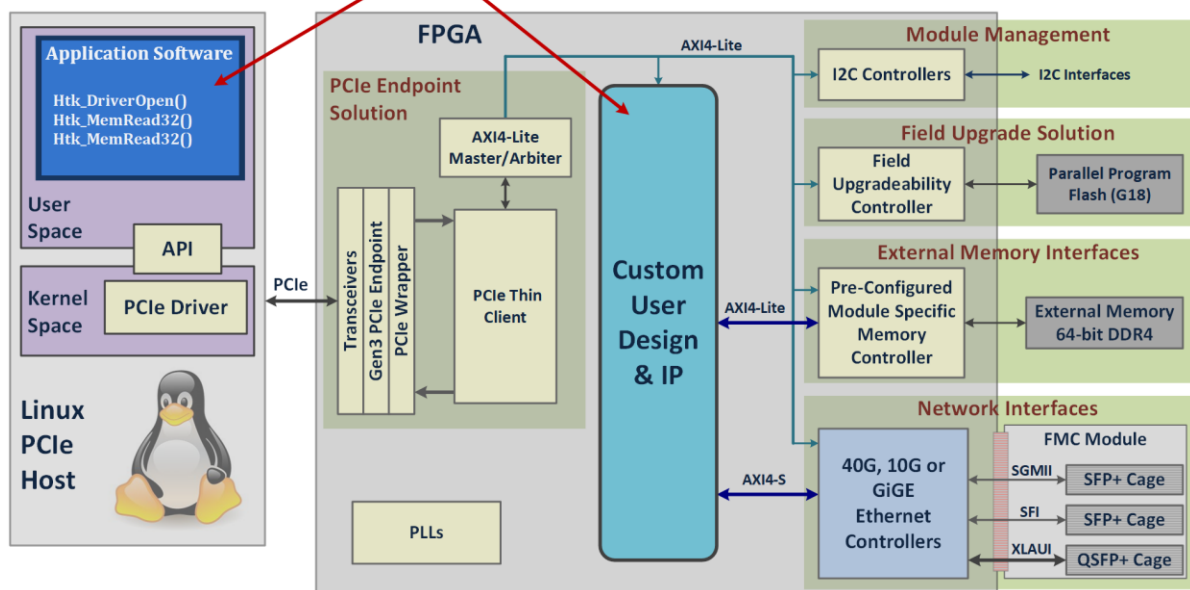 Application Software
Htk_DriverOpen()
Htk_MemRead32()
Htk_MemRead32()
User
Space
API
Kernel
Space
PCIe Driver
Linux
PCIe
Host
PCIe
FPGA
PCIe Endpoint
Solution
AXI4-Lite
Master/Arbiter
Transceivers
Gen3 PCIe Endpoint
PCIe Wrapper
PCIe Thin
Client
PLLs
Custom
User
Design
& IP
AXI4-Lite
AXI4-Lite
AXI4-S
Module Management
I2C Controllers
I2C Interfaces
Field Upgrade Solution
Field
Upgradeability
Controller
Parallel Program
Flash (G18)
External Memory Interfaces
Pre-Configured
Module Specific
Memory
Controller
External Memory
64-bit DDR4
Network Interfaces
40G, 10G or
GiGE
Ethernet
Controllers
FMC Module
SGMII
SFP+ Cage
SFI
SFP+ Cage
XLAUI
QSFP+ Cage